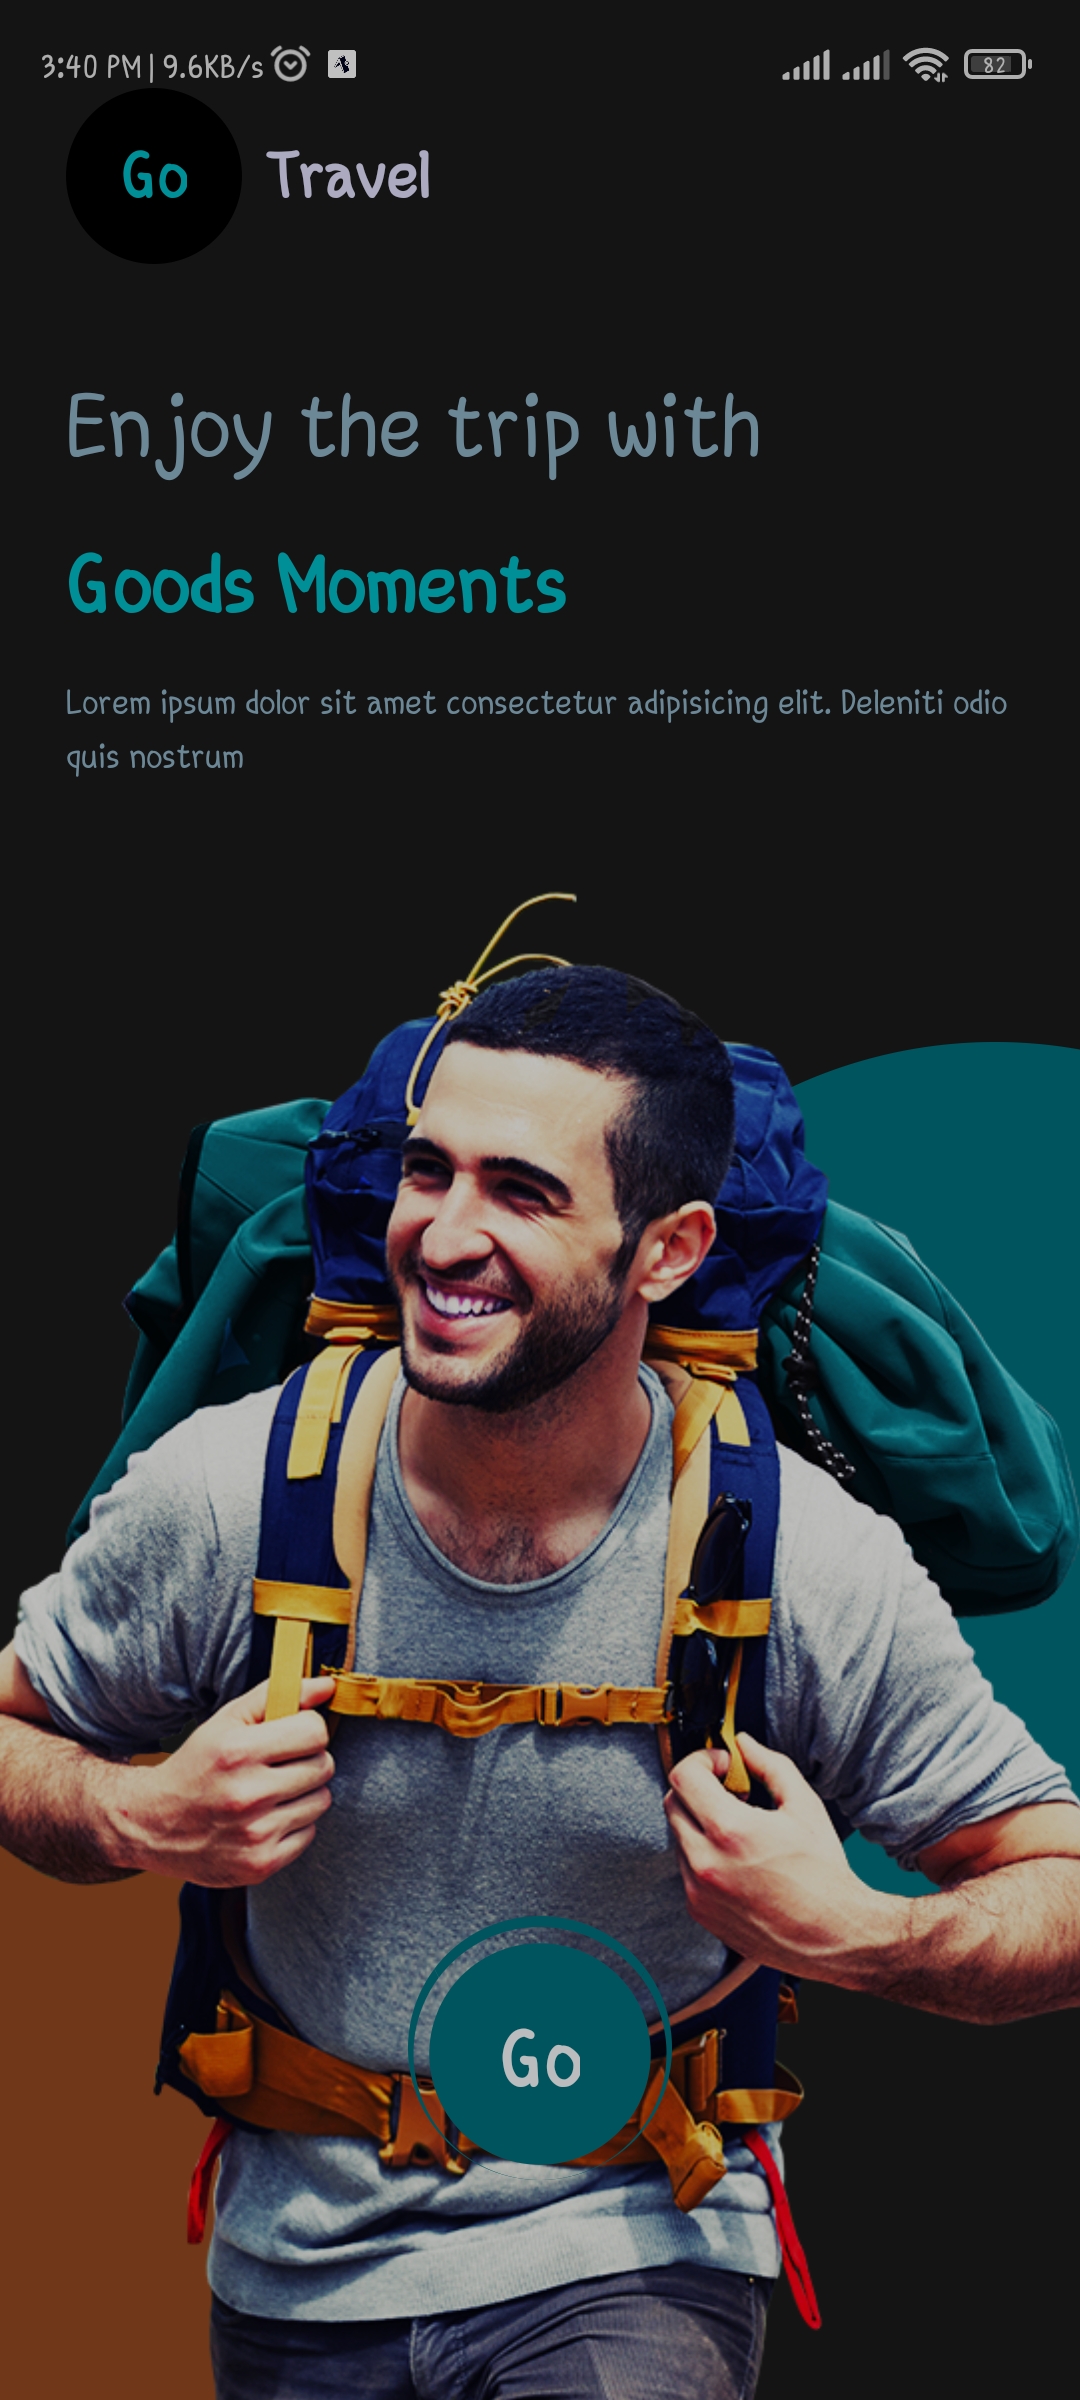 3:40 PM | 9.6KB/s
82
Go Travel
Enjoy the trip with
Goods Moments
Lorem ipsum dolor sit amet consectetur adipisicing elit. Deleniti odio
quis nostrum
Go